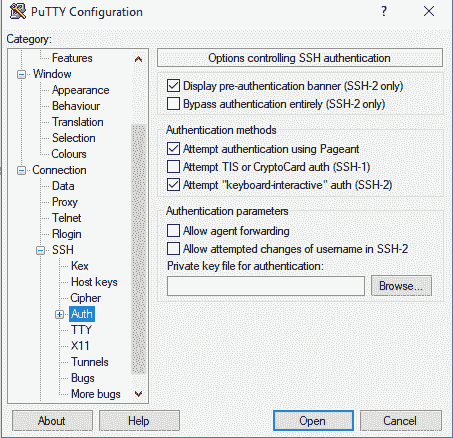 PuTTY Configuration
?
Category:
Features
Window
Appearance
Behaviour
Translation
Selection
Colours
Connection
Data
Proxy
Telnet
Rlogin
SSH
Kex
Host keys
Cipher
Auth
TTY
X11
Tunnels
Bugs
More bugs
Options controlling SSH authentication
Display pre-authentication banner (SSH-2 only)
Bypass authentication entirely (SSH-2 only)
Authentication methods
Attempt authentication using Pageant
Attempt TIS or CryptoCard auth (SSH-1)
Attempt "keyboard-interactive" auth (SSH-2)
Authentication parameters
Allow agent forwarding
Allow attempted changes of username in SSH-2
Private key file for authentication:
Browse...
About
Help
Open
Cancel